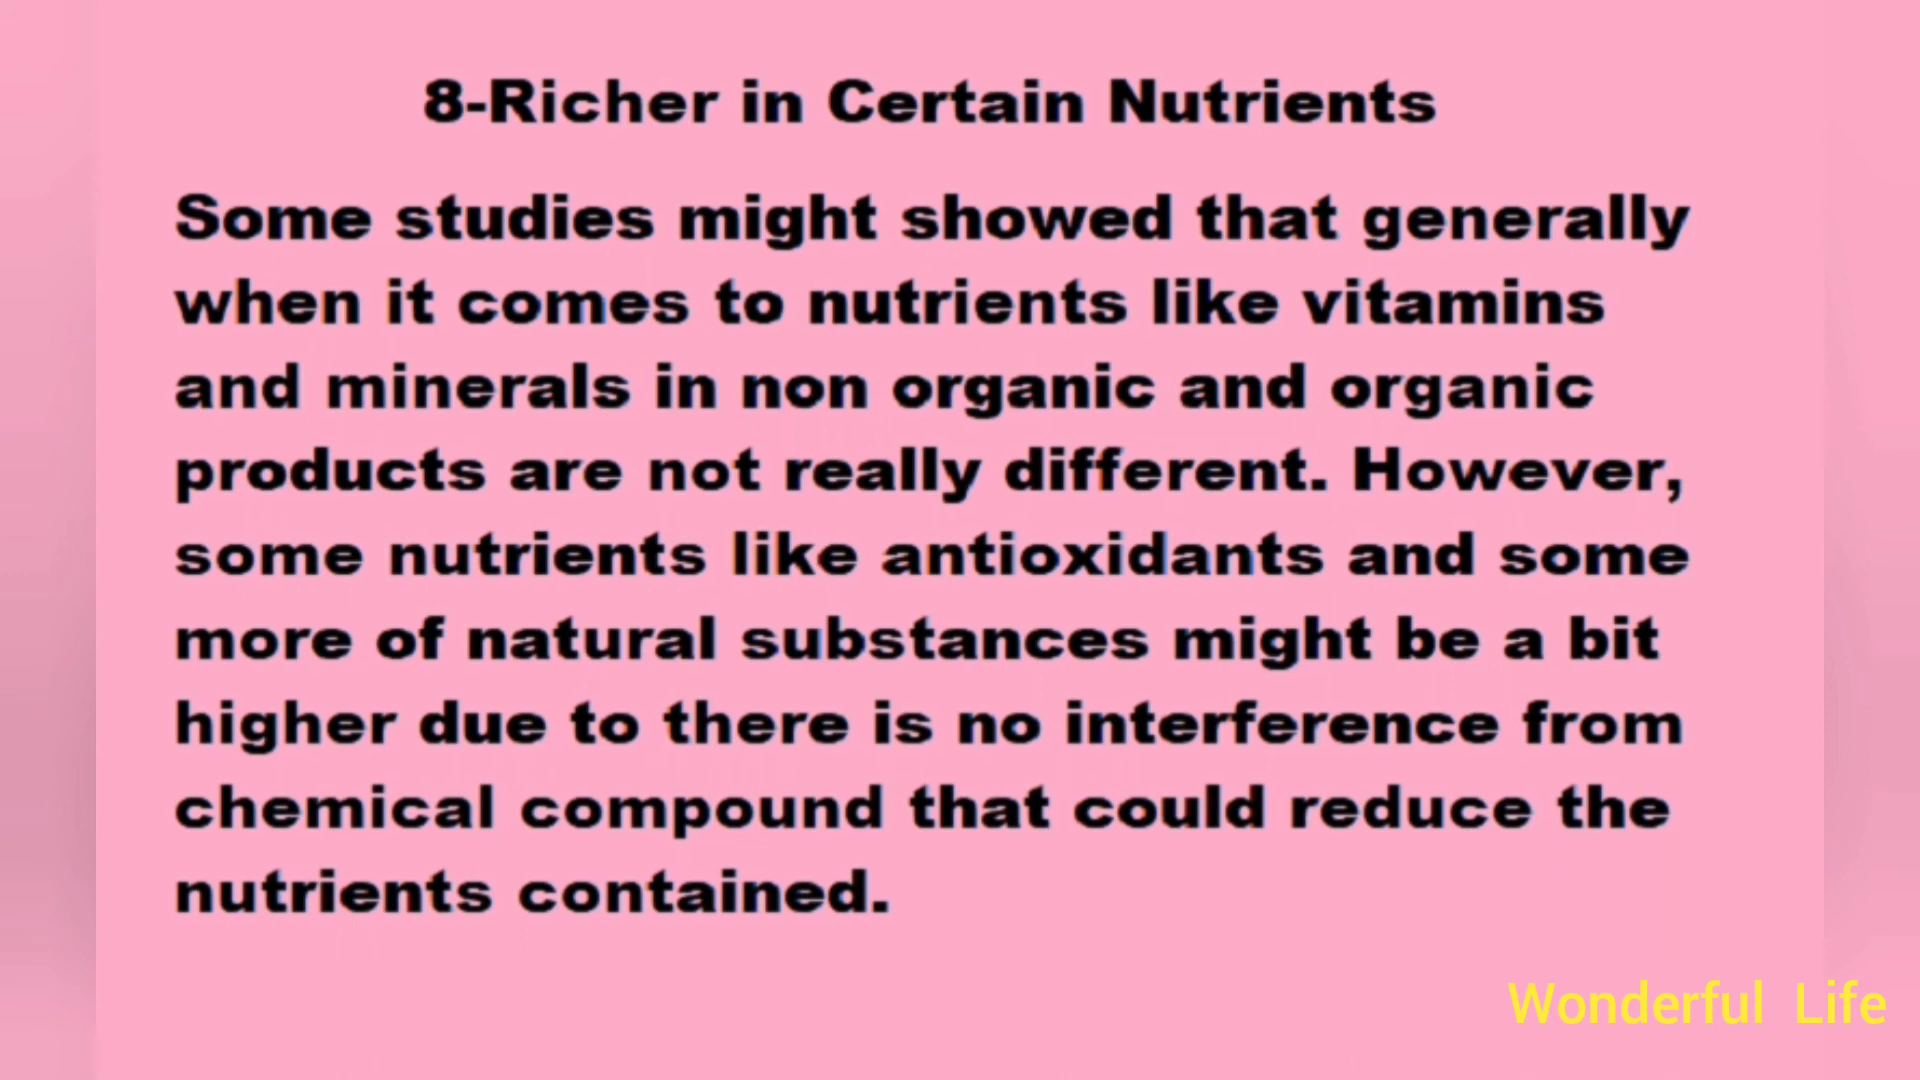 8-Richer in Certain Nutrients
Some studies might showed that generally
when it comes to nutrients like vitamins
and minerals in non organic and organic
products are not really different. However,
some nutrients like antioxidants and some
more of natural substances might be a bit
higher due to there is no interference from
chemical compound that could reduce the
nutrients contained.
Wonderful Life